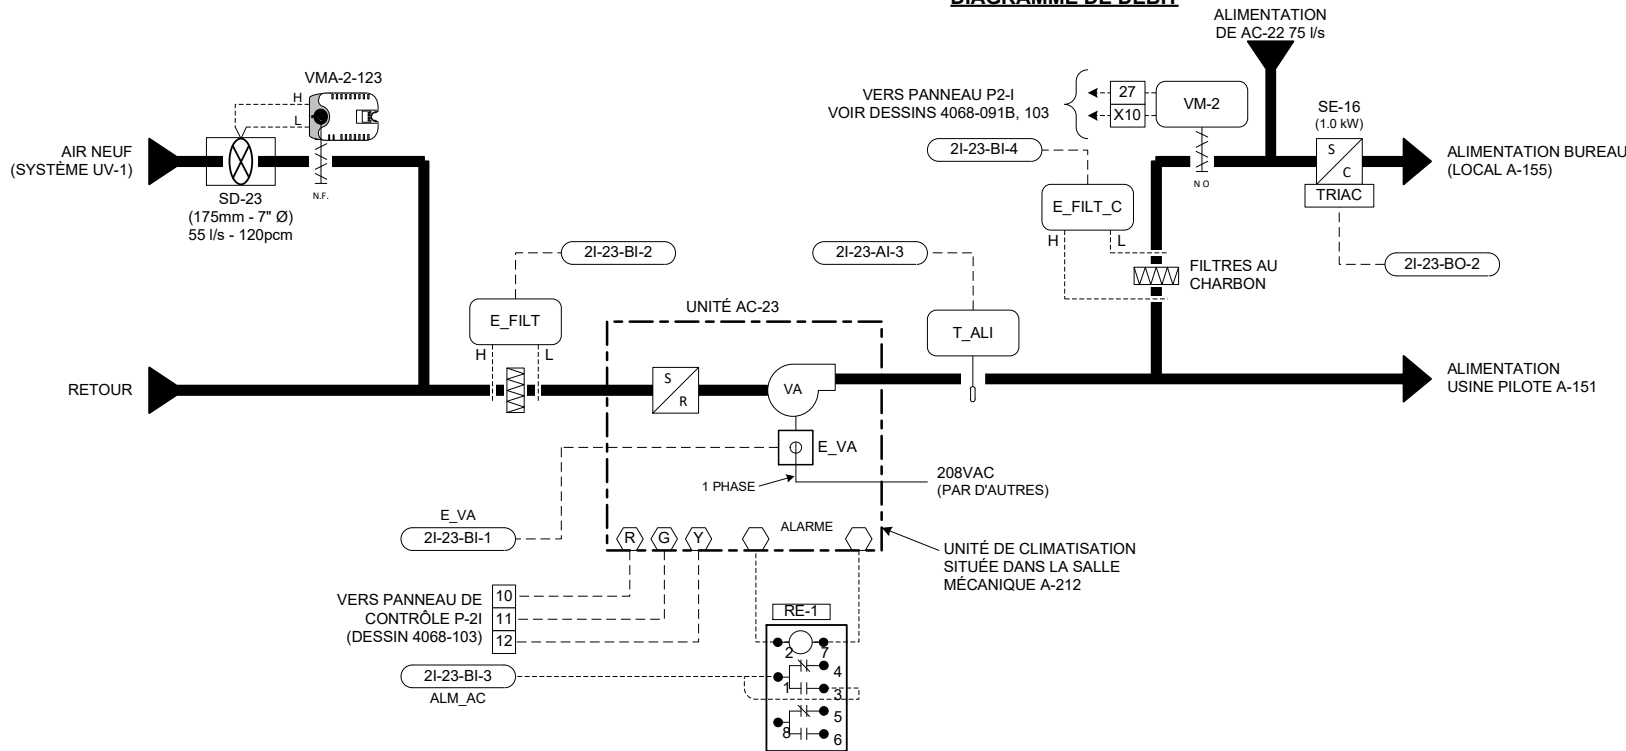 DIAGRAMME DE DÉBIT
ALIMENTATION
DE AC-22 75 l/s
VMA-2-123
H
L
AIR NEUF
(SYSTÈME UV-1)
SD-23
(175mm - 7" Ø)
55 l/s - 120pcm
N.F.
VERS PANNEAU P2-I
VOIR DESSINS 4068-091B, 103
27
X10
VM-2
N O
SE-16
(1.0 kW)
S
C
TRIAC
ALIMENTATION BUREAU
(LOCAL A-155)
2I-23-BI-4
E_FILT_C
H
L
2I-23-BO-2
FILTRES AU
CHARBON
2I-23-BI-2
E_FILT
H
L
2I-23-AI-3
T_ALI
UNITÉ AC-23
RETOUR
S
R
VA
ALIMENTATION
USINE PILOTE A-151
E_VA
1 PHASE
208VAC
(PAR D'AUTRES)
E_VA
2I-23-BI-1
R
G
Y
ALARME
UNITÉ DE CLIMATISATION
SITUÉE DANS LA SALLE
MÉCANIQUE A-212
VERS PANNEAU DE
CONTRÔLE P-2I
(DESSIN 4068-103)
10
11
12
RE-1
2
7
4
1
3
5
8
6
2I-23-BI-3
ALM_AC